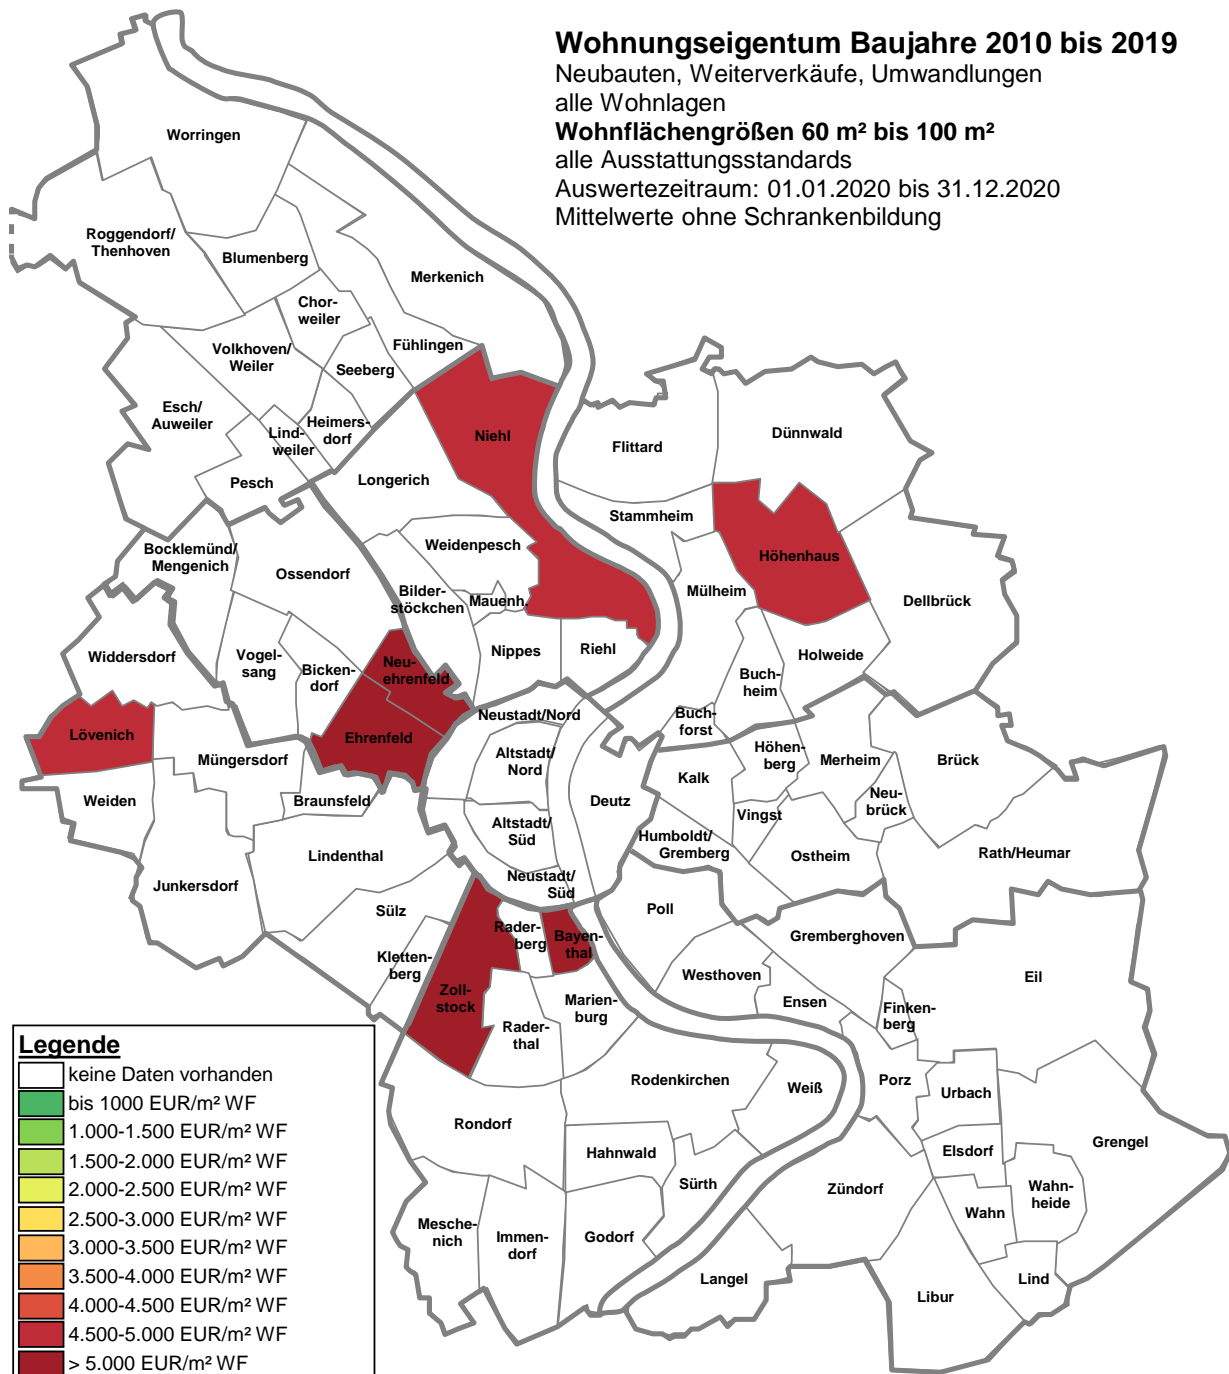 Wohnungseigentum Baujahre 2010 bis 2019
Neubauten, Weiterverkäufe, Umwandlungen
alle Wohnlagen
Wohnflächengrößen 60 m² bis 100 m²
alle Ausstattungsstandards
Auswertezeitraum: 01.01.2020 bis 31.12.2020
Mittelwerte ohne Schrankenbildung
Worringen
Roggendorf/
Thenhoven
Blumenberg
Merkenich
Chor-
weiler
Volkhoven/
Weiler
Fühlingen
Seeberg
Esch/
Auweiler
Heimers-
dorf
Lind-
weiler
Pesch
Niehl
Longerich
Flittard
Dünnwald
Stammheim
Höhenhaus
Bocklemünd/
Mengenich
Ossendorf
Weidenpesch
Bilder-
stöckchen
Mauenh.
Mülheim
Dellbrück
Widdersdorf
Vogel-
sang
Bicken-
dorf
Neu-
ehrenfeld
Nippes
Riehl
Holweide
Buch-
heim
Lövenich
Müngersdorf
Ehrenfeld
Neustadt/Nord
Altstadt/
Nord
Buch-
forst
Höhen-
berg
Merheim
Brück
Weiden
Braunsfeld
Deutz
Kalk
Neu-
brück
Vingst
Altstadt/
Süd
Humboldt/
Gremberg
Ostheim
Rath/Heumar
Lindenthal
Junkersdorf
Neustadt/
Süd
Sülz
Poll
Rader-
berg
Bayen-
thal
Gremberghoven
Kletten-
berg
Westhoven
Eil
Zoll-
stock
Marien-
burg
Ensen
Finken-
berg
Rader-
thal
Rodenkirchen
Weiß
Porz
Urbach
Rondorf
Hahnwald
Elsdorf
Grengel
Sürth
Zündorf
Wahn-
heide
Wahn
Mesche-
nich
Immen-
dorf
Godorf
Langel
Lind
Libur
Legende
keine Daten vorhanden
bis 1000 EUR/m² WF
1.000-1.500 EUR/m² WF
1.500-2.000 EUR/m² WF
2.000-2.500 EUR/m² WF
2.500-3.000 EUR/m² WF
3.000-3.500 EUR/m² WF
3.500-4.000 EUR/m² WF
4.000-4.500 EUR/m² WF
4.500-5.000 EUR/m² WF
> 5.000 EUR/m² WF